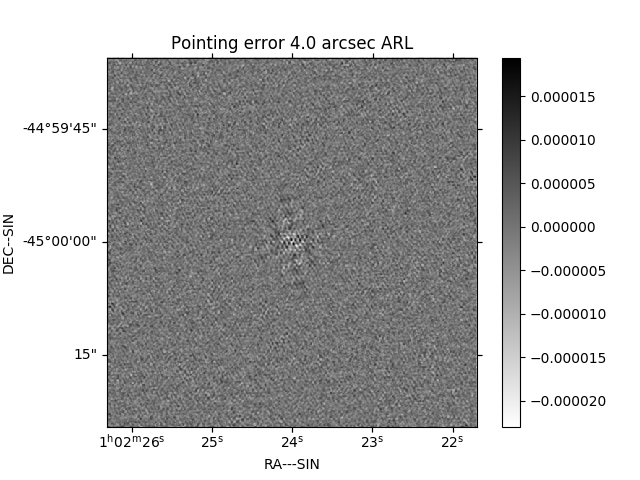 Pointing error 4.0 arcsec ARL
DEC--SIN
-44°59'45"
-45°00'00"
15"
1ʰ02ᵐ26ˢ 25ˢ 24ˢ 23ˢ 22ˢ
RA---SIN
0.000015
0.000010
0.000005
0.000000
−0.000005
−0.000010
−0.000015
−0.000020